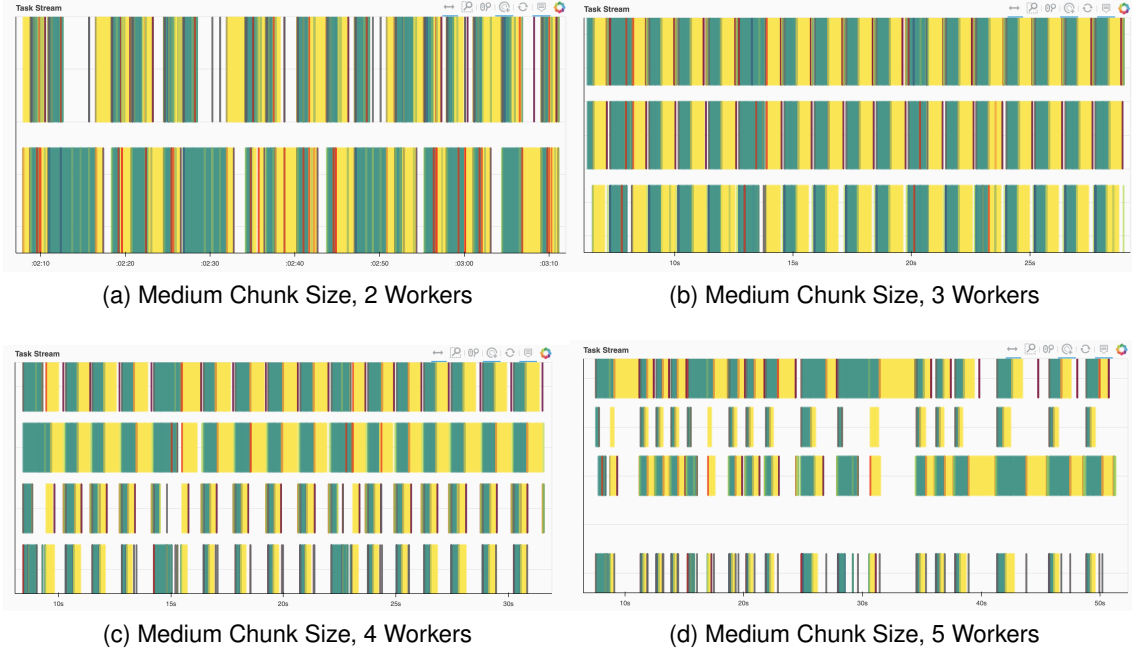 Task Stream
:02:10 :02:20 :02:30 :02:40 :02:50 :03:00 :03:10
(a) Medium Chunk Size, 2 Workers
Task Stream
10s 15s 20s 25s
(b) Medium Chunk Size, 3 Workers
Task Stream
10s 15s 20s 25s 30s
(c) Medium Chunk Size, 4 Workers
Task Stream
10s 20s 30s 40s 50s
(d) Medium Chunk Size, 5 Workers